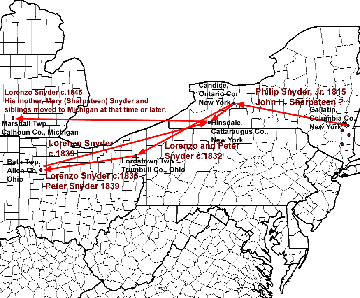 Lorenzo Snyder c.1845
His mother, Mary (Sharpsteen) Snyder and
siblings moved to Michigan at that time or later.
Marshall Twp.
Calhoun Co., Michigan
Candice,
Ontario Co.
New York
Philip Snyder, Jr. 1815
John H. Sharpsteen ?
Gallatin,
Columbia Co.,
New York
Hinsdale,
Cattaraugus Co.,
New York
Lorenzo Snyder
c.1839
Lorenzo and Peter
Snyder c.1832
Bath Twp.
Allen Co.,
Ohio
Johnstown Twp.
Trumbull Co., Ohio
Lorenzo Snyder c.1836
Peter Snyder 1839